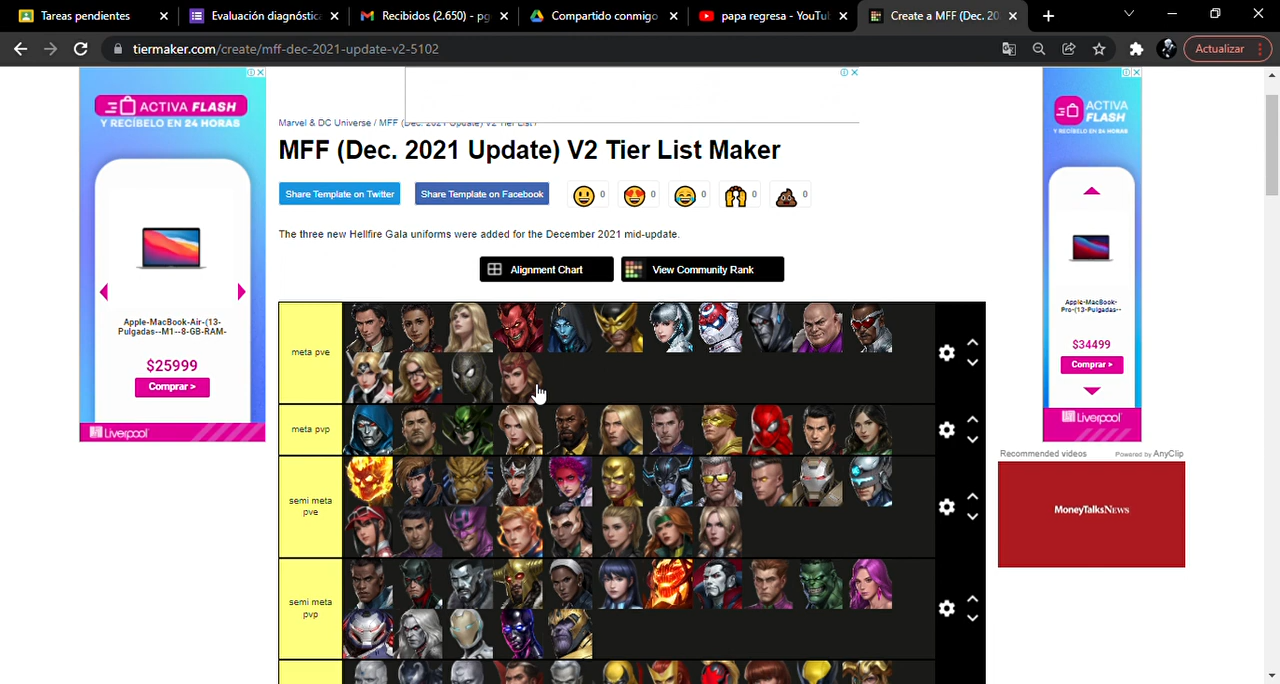 Tareas pendientes
Evaluación diagnóstica
Recibidos (2.650) - pg
Compartido conmigo
papa regresa - YouTu
Create a MFF (Dec. 20
tiermaker.com/create/mff-dec-2021-update-v2-5102
Actualizar
ACTIVA FLASH
Y RECÍBELO EN 24 HORAS
Apple-MacBook-Air-(13-
Pulgadas--M1--8-GB-RAM-
$25999
Comprar >
Liverpool
Marvel & DC Universe / MFF (Dec. 2021 Update) V2 Tier List /
MFF (Dec. 2021 Update) V2 Tier List Maker
Share Template on Twitter
Share Template on Facebook
0
0
0
0
0
The three new Hellfire Gala uniforms were added for the December 2021 mid-update.
Alignment Chart
View Community Rank
meta pve
meta pvp
semi meta
pve
semi meta
pvp
ACTIVA
FLASH
Y RECÍBELO EN 24 HORAS
Apple-MacBook-
Pro-(13-Pulgadas--
$34499
Comprar >
Liverpool
Recommended videos
Powered by AnyClip
MONEYTALKSNEWS